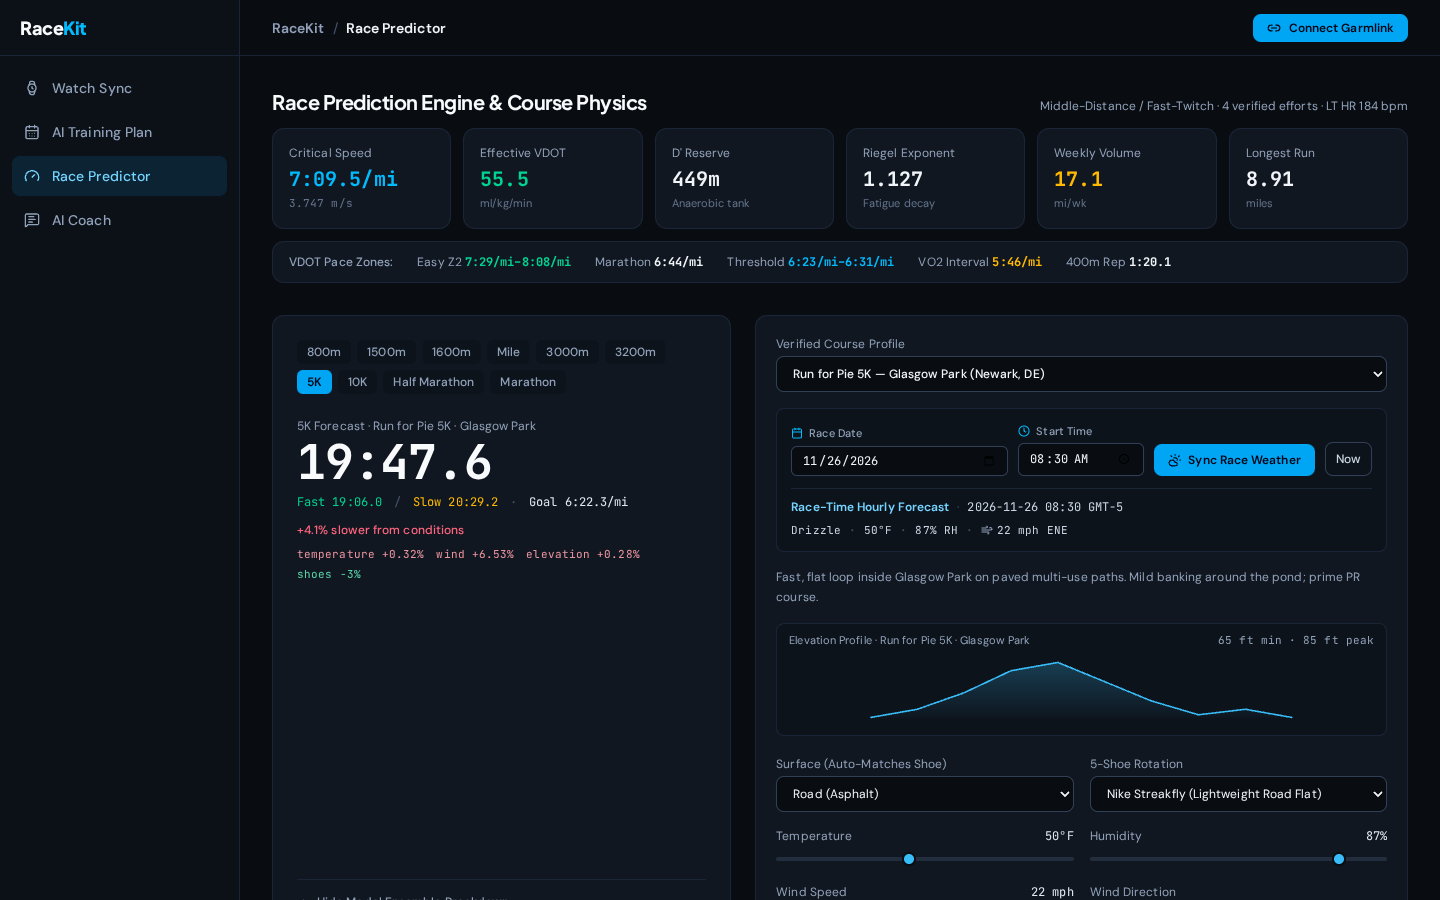 RaceKit
RaceKit / Race Predictor
Connect Garmlink
Watch Sync
AI Training Plan
Race Predictor
AI Coach
Race Prediction Engine & Course Physics
Middle-Distance / Fast-Twitch · 4 verified efforts · LT HR 184 bpm
Critical Speed
7:09.5/mi
3.747 m/s
Effective VDOT
55.5
ml/kg/min
D' Reserve
449m
Anaerobic tank
Riegel Exponent
1.127
Fatigue decay
Weekly Volume
17.1
mi/wk
Longest Run
8.91
miles
VDOT Pace Zones: Easy Z2 7:29/mi–8:08/mi Marathon 6:44/mi Threshold 6:23/mi–6:31/mi VO2 Interval 5:46/mi 400m Rep 1:20.1
800m 1500m 1600m Mile 3000m 3200m
5K 10K Half Marathon Marathon
5K Forecast · Run for Pie 5K · Glasgow Park
19:47.6
Fast 19:06.0 / Slow 20:29.2 · Goal 6:22.3/mi
+4.1% slower from conditions
temperature +0.32% wind +6.53% elevation +0.28%
shoes -3%
Verified Course Profile
Run for Pie 5K — Glasgow Park (Newark, DE)
Race Date
11/26/2026
Start Time
08:30 AM
Sync Race Weather
Now
Race-Time Hourly Forecast · 2026-11-26 08:30 GMT-5
Drizzle · 50°F · 87% RH · 22 mph ENE
Fast, flat loop inside Glasgow Park on paved multi-use paths. Mild banking around the pond; prime PR
course.
Elevation Profile · Run for Pie 5K · Glasgow Park
65 ft min · 85 ft peak
Surface (Auto-Matches Shoe)
Road (Asphalt)
5-Shoe Rotation
Nike Streakfly (Lightweight Road Flat)
Temperature 50°F
Humidity 87%
Wind Speed 22 mph
Wind Direction
Hide Model Ensemble Breakdown